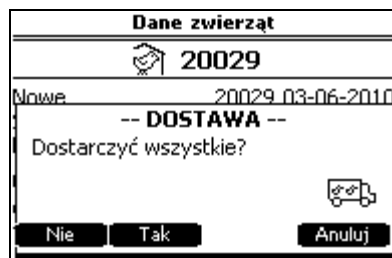 Dane zwierząt
20029
Nowe 20029 03-06-2010
-- DOSTAWA --
Dostarczyć wszystkie?
Nie Tak Anuluj